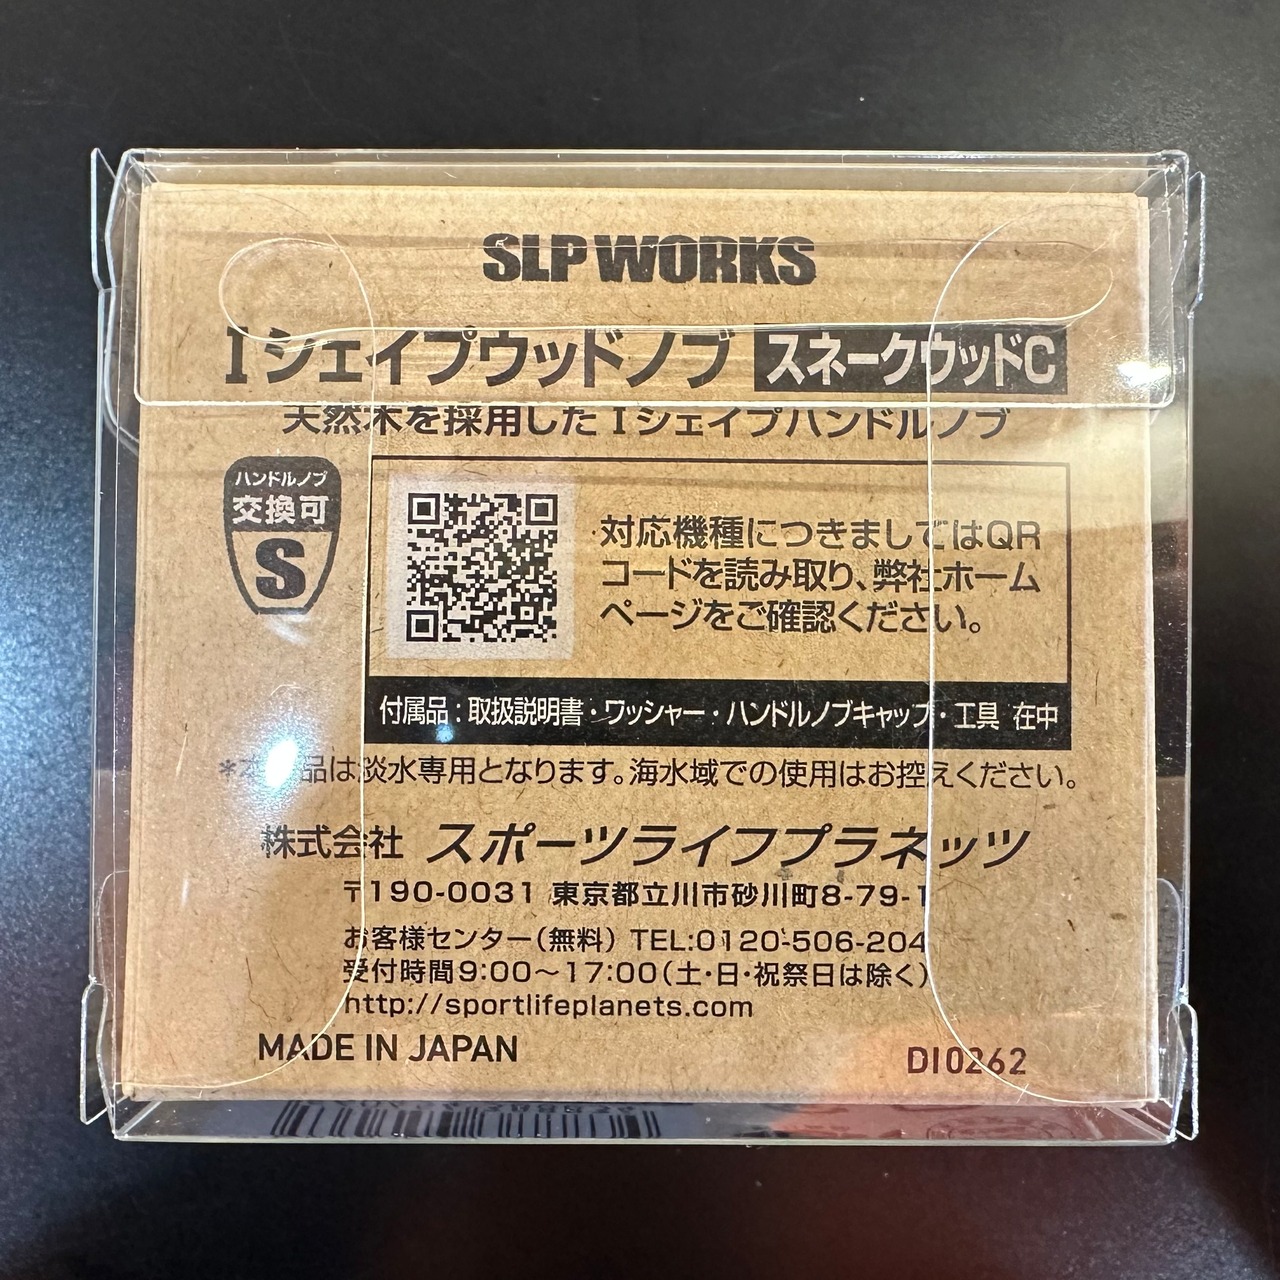 SLP WORKS
Iシェイプウッドノブ スネークウッドC
天然木を採用したIシェイプハンドルノブ
ハンドルノブ
交換可
S
対応機種につきましてはQR
コードを読み取り、弊社ホーム
ページをご確認ください。
付属品：取扱説明書・ワッシャー・ハンドルノブキャップ・工具 在中
*本 品は淡水専用となります。海水域での使用はお控えください。
株式会社 スポーツライフプラネッツ
〒190-0031 東京都立川市砂川町8-79-1
お客様センター（無料） TEL:0120-506-204
受付時間9:00～17:00（土・日・祝祭日は除く）
http://sportlifeplanets.com
MADE IN JAPAN
DI0262